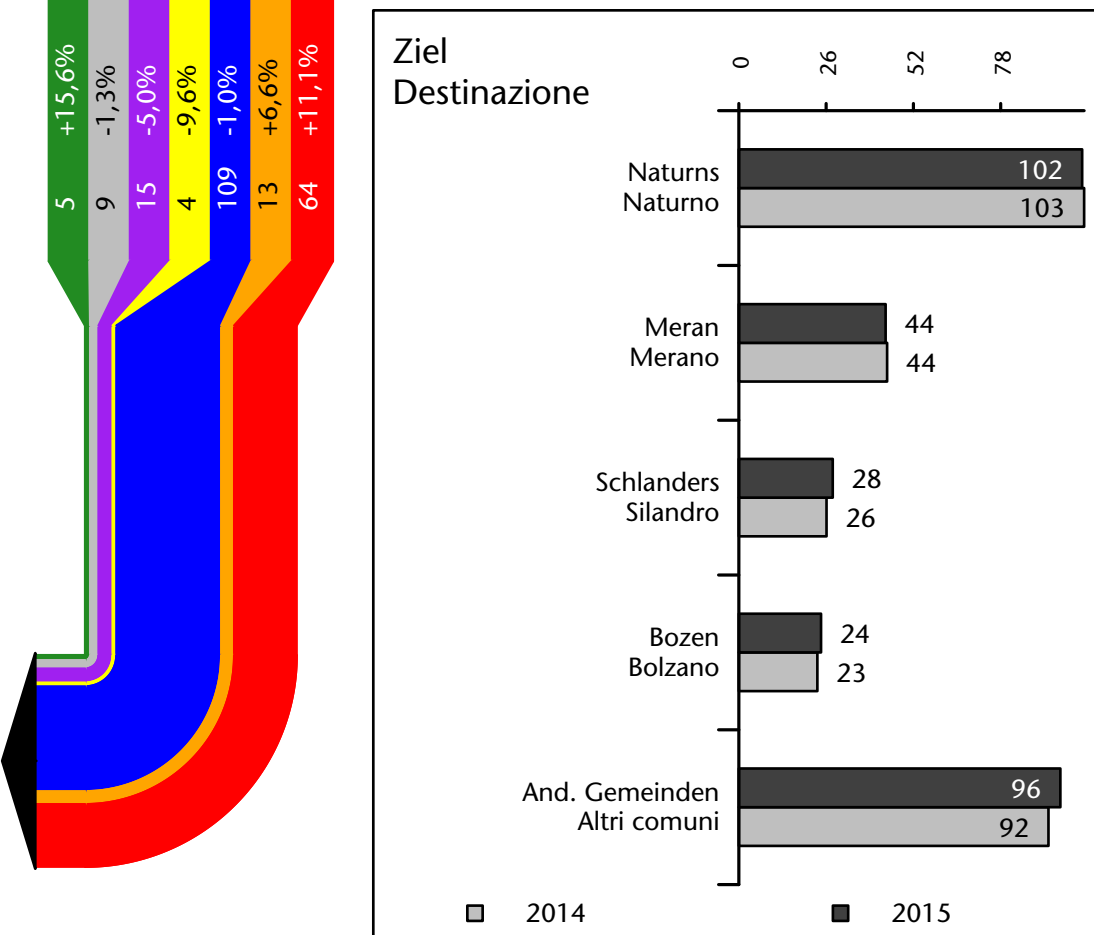 5 +15,6%
9 -1,3%
15 -5,0%
4 -9,6%
109 -1,0%
13 +6,6%
64 +11,1%
Ziel
Destinazione
0 26 52 78
Naturns
Naturno
102
103
Meran
Merano
44
44
Schlanders
Silandro
28
26
Bozen
Bolzano
24
23
And. Gemeinden
Altri comuni
96
92
2014 2015